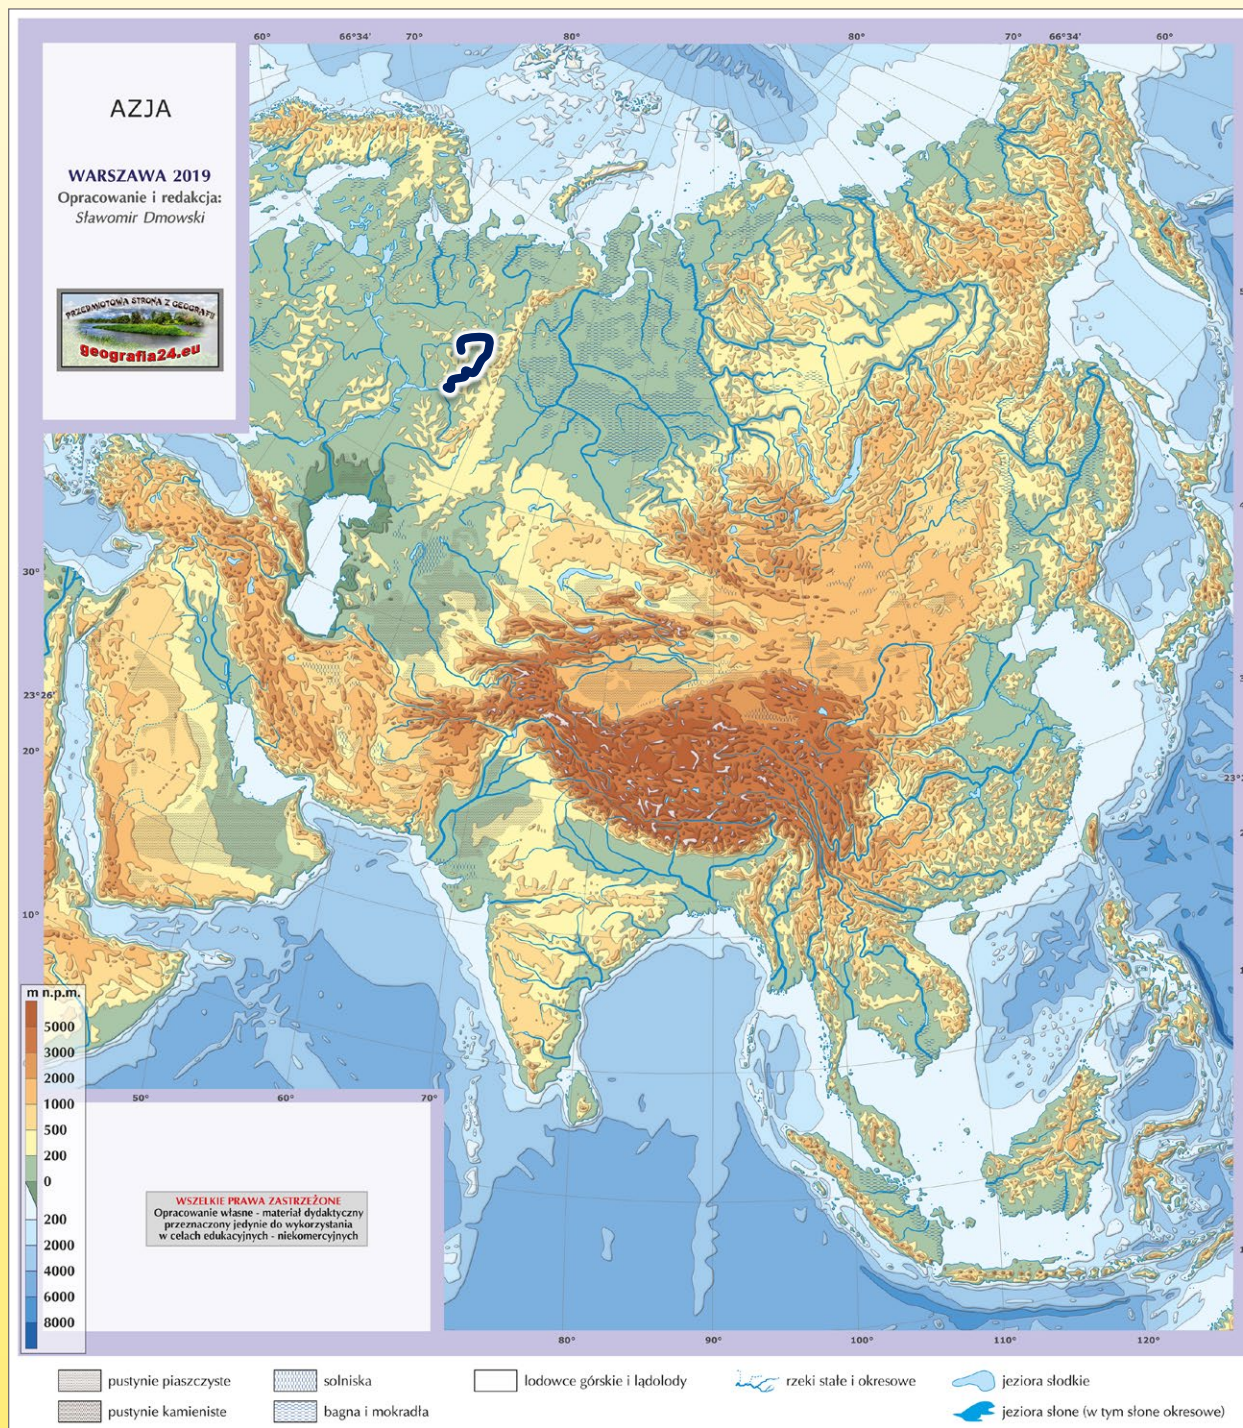 60° 66°34' 70° 80° 80° 70° 66°34' 60°
AZJA
WARSZAWA 2019
Opracowanie i redakcja:
Sławomir Dmowski
PRZEDMIOTOWA STRONA Z GEOGRAFII
geografia24.eu
30°
23°26'
20°
10°
m n.p.m.
5000
3000
2000
1000
500
200
0
200
2000
4000
6000
8000
50° 60° 70°
WSZELKIE PRAWA ZASTRZEŻONE
Opracowanie własne - materiał dydaktyczny
przeznaczony jedynie do wykorzystania
w celach edukacyjnych - niekomercyjnych
80° 90° 100° 110° 120°
pustynie piaszczyste solniska lodowce górskie i lądolody rzeki stałe i okresowe jeziora słodkie
pustynie kamieniste bagna i mokradła jeziora słone (w tym słone okresowe)